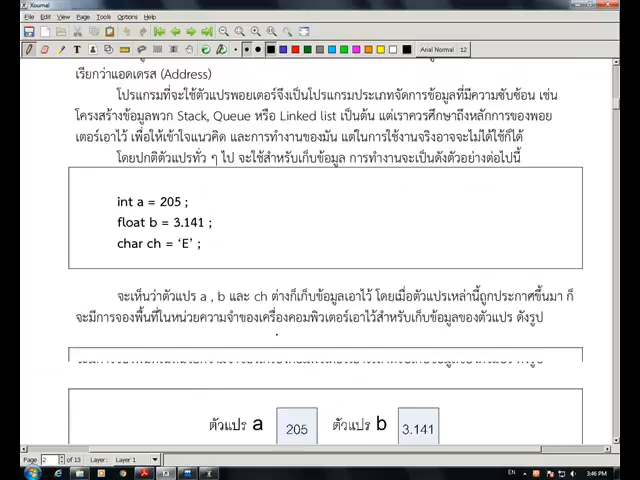 Xournal
File Edit View Page Tools Options Help
Arial Normal 12
เรียกว่าแอดเดรส (Address)
โปรแกรมที่จะใช้ตัวแปรพอยเตอร์จึงเป็นโปรแกรมประเภทจัดการข้อมูลที่มีความซับซ้อน เช่น
โครงสร้างข้อมูลพวก Stack, Queue หรือ Linked list เป็นต้น แต่เราควรศึกษาถึงหลักการของพอย
เตอร์เอาไว้ เพื่อให้เข้าใจแนวคิด และการทำงานของมัน แต่ในการใช้งานจริงอาจจะไม่ได้ใช้ก็ได้
โดยปกติตัวแปรทั่ว ๆ ไป จะใช้สำหรับเก็บข้อมูล การทำงานจะเป็นดังตัวอย่างต่อไปนี้
int a = 205 ;
float b = 3.141 ;
char ch = ‘E’ ;
จะเห็นว่าตัวแปร a , b และ ch ต่างก็เก็บข้อมูลเอาไว้ โดยเมื่อตัวแปรเหล่านี้ถูกประกาศขึ้นมา ก็
จะมีการจองพื้นที่ในหน่วยความจำของเครื่องคอมพิวเตอร์เอาไว้สำหรับเก็บข้อมูลของตัวแปร ดังรูป
ตัวแปร a 205 ตัวแปร b 3.141
Page 2 of 13 Layer: Layer 1
EN 3:46 PM